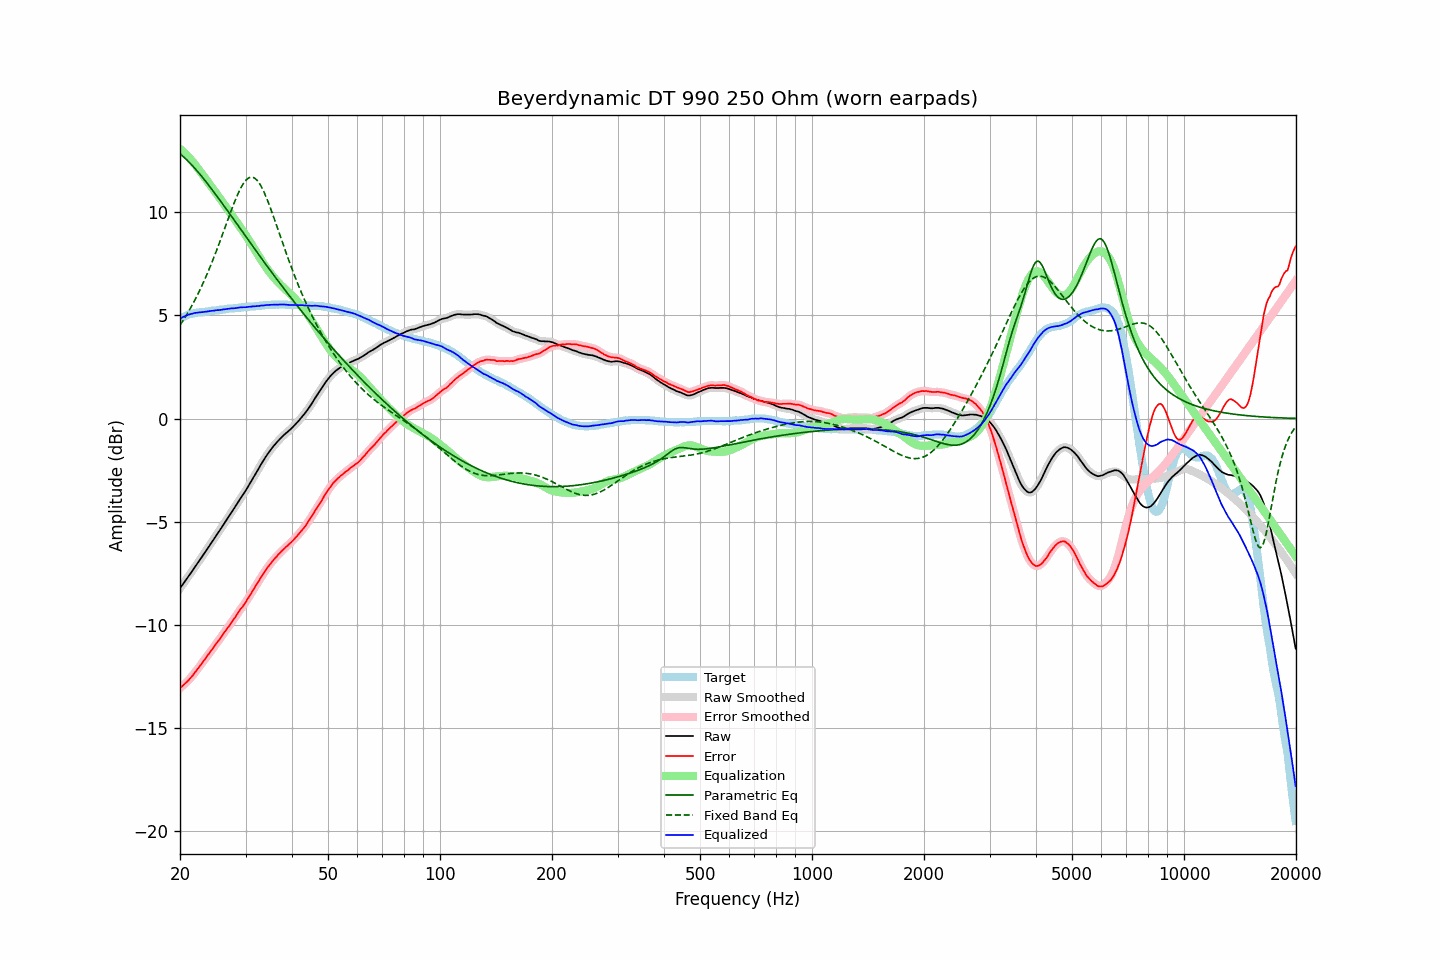 Beyerdynamic DT 990 250 Ohm (worn earpads)
Amplitude (dBr)
10
5
0
−5
−10
−15
−20
Target
Raw Smoothed
Error Smoothed
Raw
Error
Equalization
Parametric Eq
Fixed Band Eq
Equalized
20
50
100
200
500
1000
2000
5000
10000
20000
Frequency (Hz)